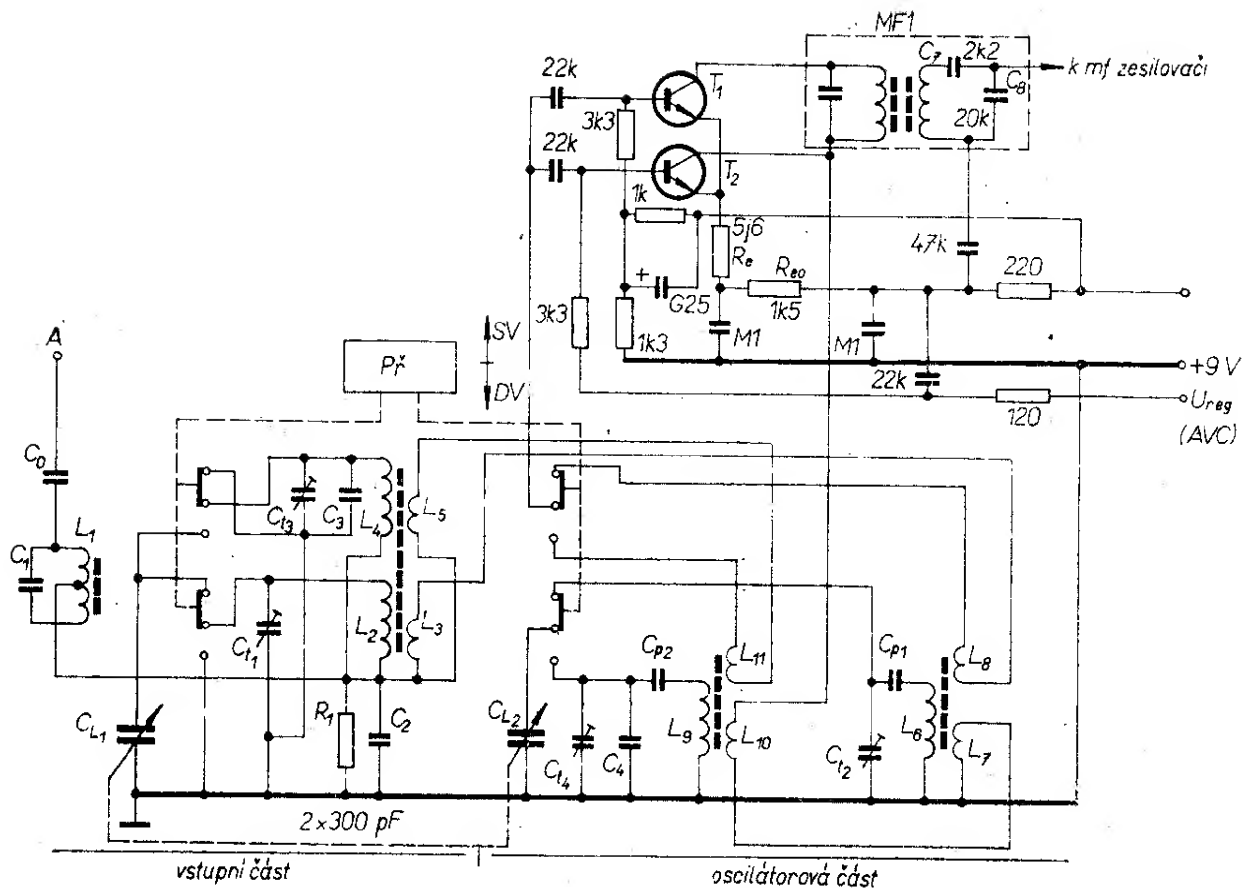 MF1
C7 2k2
k mf zesilovači
C8
20k
22k
T1
3k3
22k
T2
1k
5j6
Re
47k
Reo
220
+
G25
1k5
3k3
1k3
M1
M1
SV
Př
DV
+9V
22k
120
Ureg
(AVC)
A
C0
L1
C1
Ct3
C3
L4
L5
Ct1
L2
L3
Cp2
L11
Cp1
L8
CL1
R1
C2
CL2
Ct4
C4
L9
L10
Ct2
L6
L7
2×300 pF
vstupní část
oscilátorová část